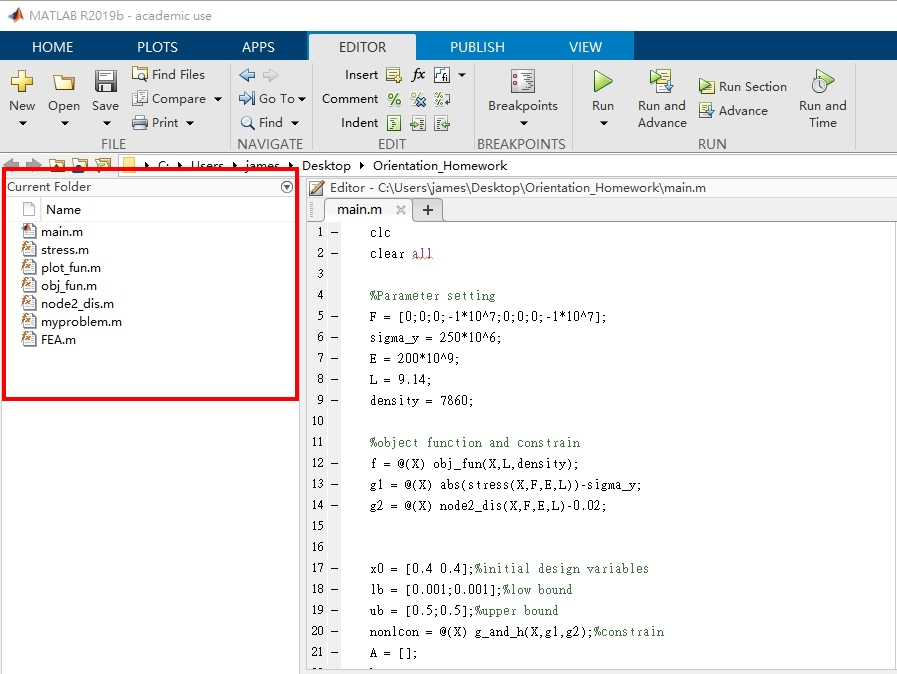 MATLAB R2019b - academic use
HOME PLOTS APPS EDITOR PUBLISH VIEW
New Open Save Find Files Compare Print
FILE
Go To Find
NAVIGATE
Insert fx
Comment % %
Indent
EDIT
Breakpoints
BREAKPOINTS
Run Run and Advance Run Section Advance Run and Time
RUN
C: Users james Desktop Orientation_Homework
Current Folder
Name
main.m
stress.m
plot_fun.m
obj_fun.m
node2_dis.m
myproblem.m
FEA.m
Editor - C:\Users\james\Desktop\Orientation_Homework\main.m
main.m × +
1 – clc
2 – clear all
3
4 %Parameter setting
5 – F = [0;0;0;-1*10^7;0;0;0;-1*10^7];
6 – sigma_y = 250*10^6;
7 – E = 200*10^9;
8 – L = 9.14;
9 – density = 7860;
10
11 %object function and constrain
12 – f = @(X) obj_fun(X,L,density);
13 – g1 = @(X) abs(stress(X,F,E,L))-sigma_y;
14 – g2 = @(X) node2_dis(X,F,E,L)-0.02;
15
16
17 – x0 = [0.4 0.4];%initial design variables
18 – lb = [0.001;0.001];%low bound
19 – ub = [0.5;0.5];%upper bound
20 – nonlcon = @(X) g_and_h(X,g1,g2);%constrain
21 – A = [];